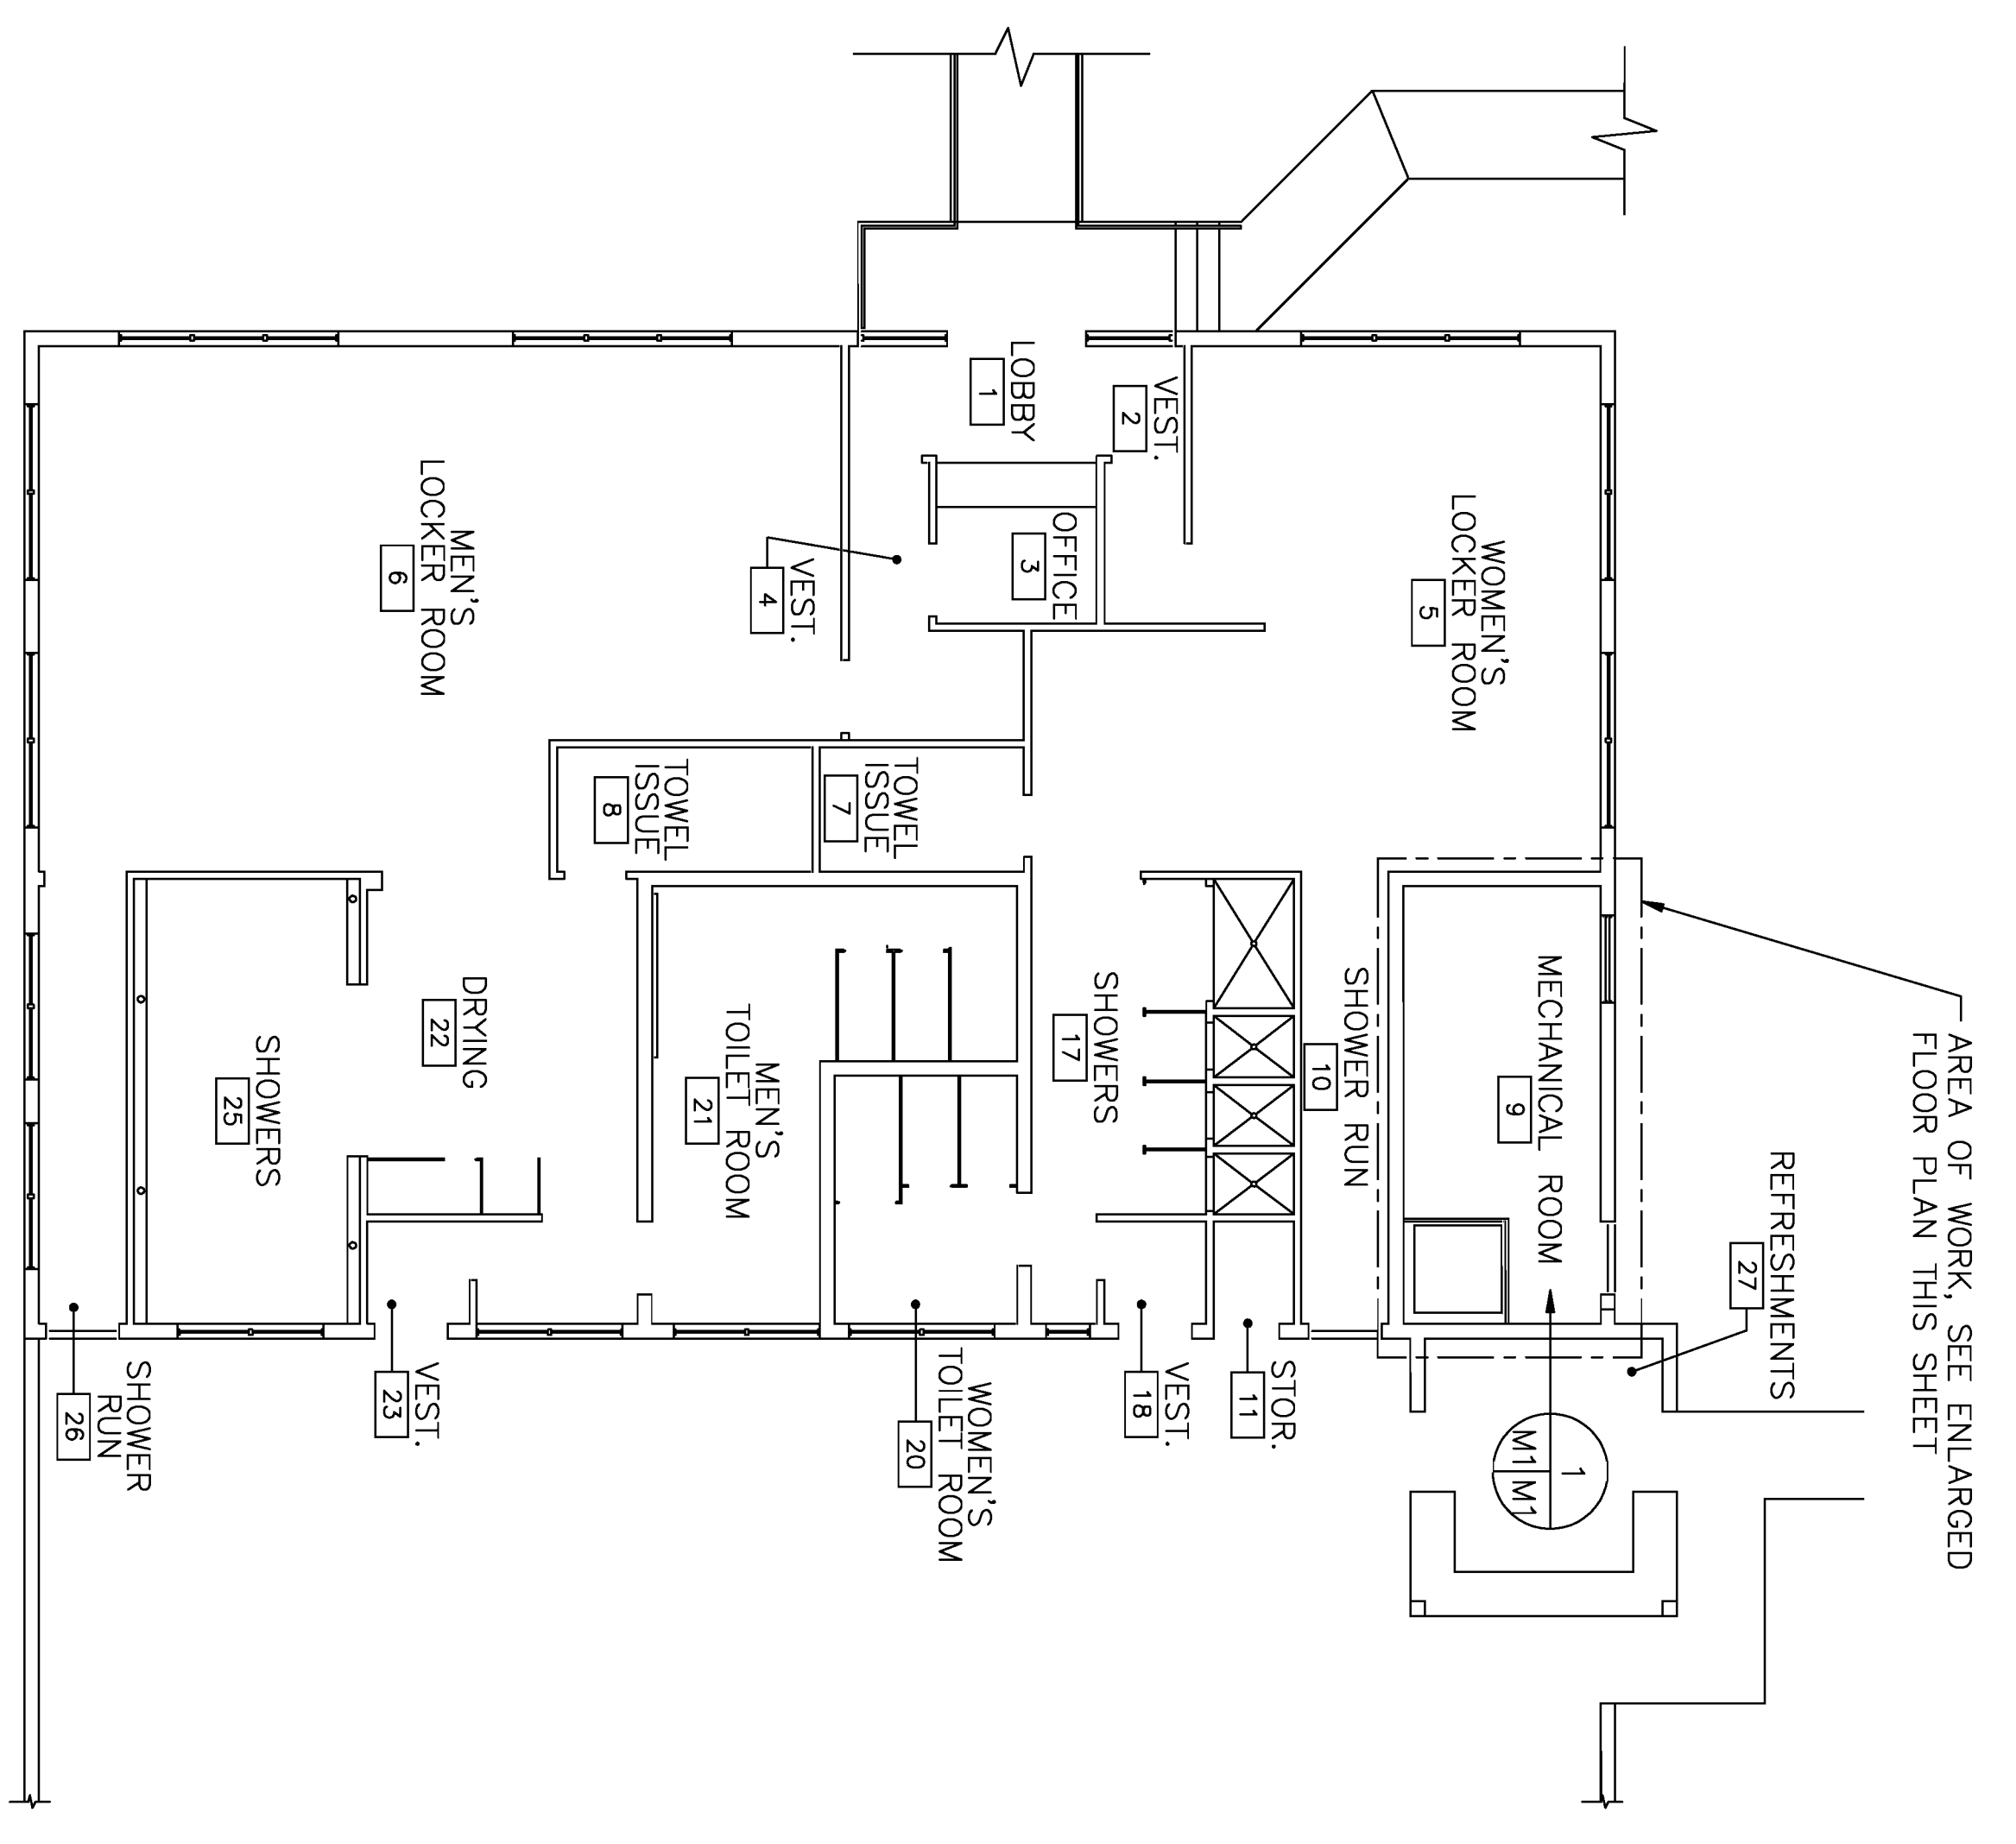 AREA OF WORK, SEE ENLARGED
FLOOR PLAN THIS SHEET
REFRESHMENTS
27
MECHANICAL ROOM
9
1
M1 M1
WOMEN'S
LOCKER ROOM
5
SHOWER RUN
10
STOR.
11
VEST.
2
SHOWERS
17
VEST.
18
LOBBY
1
OFFICE
3
WOMEN'S
TOILET ROOM
20
TOWEL
ISSUE
7
VEST.
4
MEN'S
TOILET ROOM
21
TOWEL
ISSUE
8
MEN'S
LOCKER ROOM
6
DRYING
22
VEST.
23
SHOWERS
25
SHOWER
RUN
26